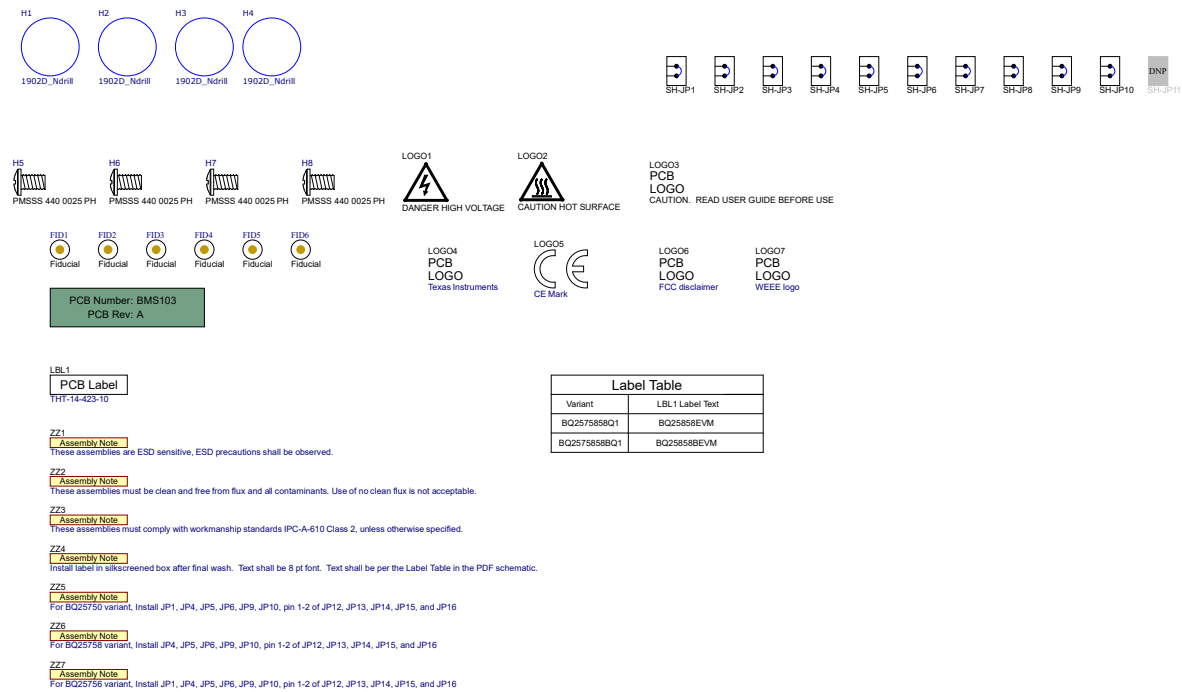 H1 H2 H3 H4
1902D_Ndrill 1902D_Ndrill 1902D_Ndrill 1902D_Ndrill
DNP
SH-JP1 SH-JP2 SH-JP3 SH-JP4 SH-JP5 SH-JP6 SH-JP7 SH-JP8 SH-JP9 SH-JP10 SH-JP11
H5 H6 H7 H8
PMSSS 440 0025 PH PMSSS 440 0025 PH PMSSS 440 0025 PH PMSSS 440 0025 PH
LOGO1
DANGER HIGH VOLTAGE
LOGO2
CAUTION HOT SURFACE
LOGO3
PCB
LOGO
CAUTION. READ USER GUIDE BEFORE USE
FID1 FID2 FID3 FID4 FID5 FID6
Fiducial Fiducial Fiducial Fiducial Fiducial Fiducial
LOGO4
PCB
LOGO
Texas Instruments
LOGO5
CE
CE Mark
LOGO6
PCB
LOGO
FCC disclaimer
LOGO7
PCB
LOGO
WEEE logo
PCB Number: BMS103
PCB Rev: A
LBL1
PCB Label
THT-14-423-10
Label Table
Variant LBL1 Label Text
BQ2575858Q1 BQ25858EVM
BQ2575858BQ1 BQ25858BEVM
ZZ1
Assembly Note
These assemblies are ESD sensitive, ESD precautions shall be observed.
ZZ2
Assembly Note
These assemblies must be clean and free from flux and all contaminants. Use of no clean flux is not acceptable.
ZZ3
Assembly Note
These assemblies must comply with workmanship standards IPC-A-610 Class 2, unless otherwise specified.
ZZ4
Assembly Note
Install label in silkscreened box after final wash. Text shall be 8 pt font. Text shall be per the Label Table in the PDF schematic.
ZZ5
Assembly Note
For BQ25750 variant, Install JP1, JP4, JP5, JP6, JP9, JP10, pin 1-2 of JP12, JP13, JP14, JP15, and JP16
ZZ6
Assembly Note
For BQ25758 variant, Install JP4, JP5, JP6, JP9, JP10, pin 1-2 of JP12, JP13, JP14, JP15, and JP16
ZZ7
Assembly Note
For BQ25756 variant, Install JP1, JP4, JP5, JP6, JP9, JP10, pin 1-2 of JP12, JP13, JP14, JP15, and JP16